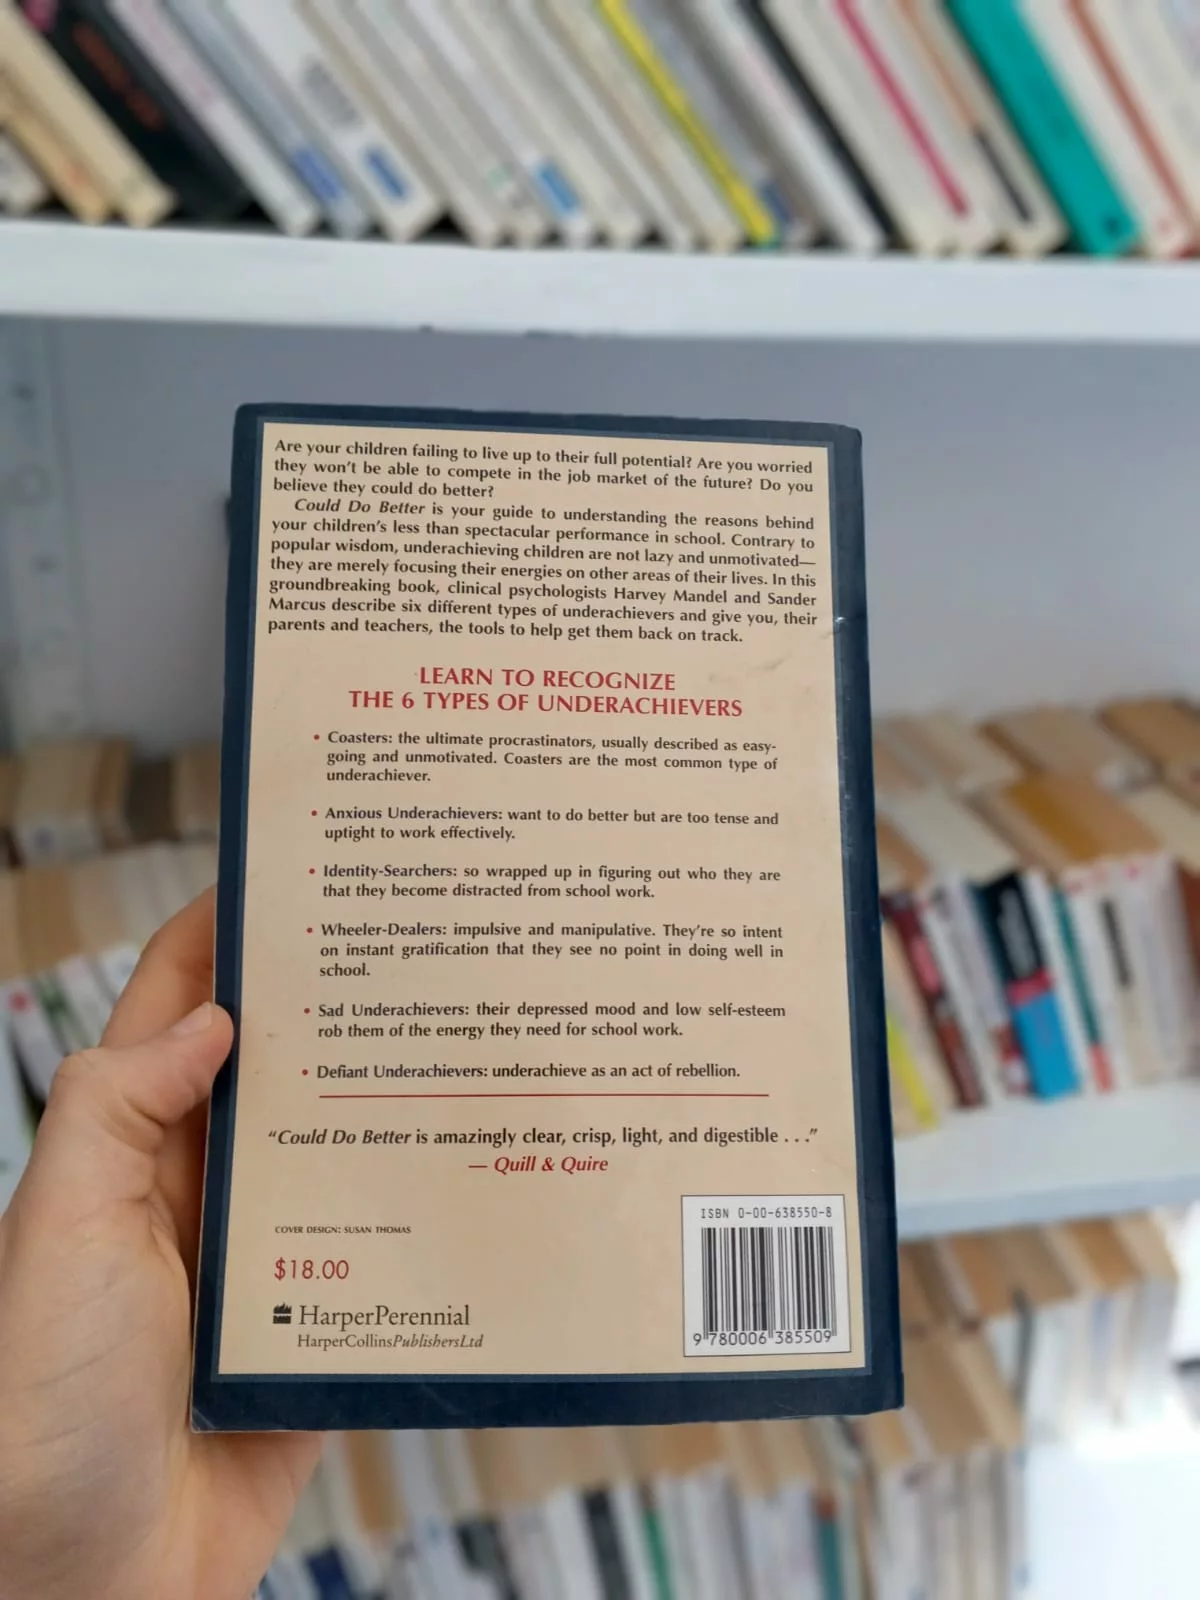 Are your children failing to live up to their full potential? Are you worried
they won't be able to compete in the job market of the future? Do you
believe they could do better?
Could Do Better is your guide to understanding the reasons behind
your children's less than spectacular performance in school. Contrary to
popular wisdom, underachieving children are not lazy and unmotivated—
they are merely focusing their energies on other areas of their lives. In this
groundbreaking book, clinical psychologists Harvey Mandel and Sander
Marcus describe six different types of underachievers and give you, their
parents and teachers, the tools to help get them back on track.
LEARN TO RECOGNIZE
THE 6 TYPES OF UNDERACHIEVERS
• Coasters: the ultimate procrastinators, usually described as easy-
going and unmotivated. Coasters are the most common type of
underachiever.
• Anxious Underachievers: want to do better but are too tense and
uptight to work effectively.
• Identity-Searchers: so wrapped up in figuring out who they are
that they become distracted from school work.
• Wheeler-Dealers: impulsive and manipulative. They're so intent
on instant gratification that they see no point in doing well in
school.
• Sad Underachievers: their depressed mood and low self-esteem
rob them of the energy they need for school work.
• Defiant Underachievers: underachieve as an act of rebellion.
"Could Do Better is amazingly clear, crisp, light, and digestible . . ."
— Quill & Quire
COVER DESIGN: SUSAN THOMAS
$18.00
HarperPerennial
HarperCollinsPublishersLtd
ISBN 0-00-638550-8
9 780006 385509